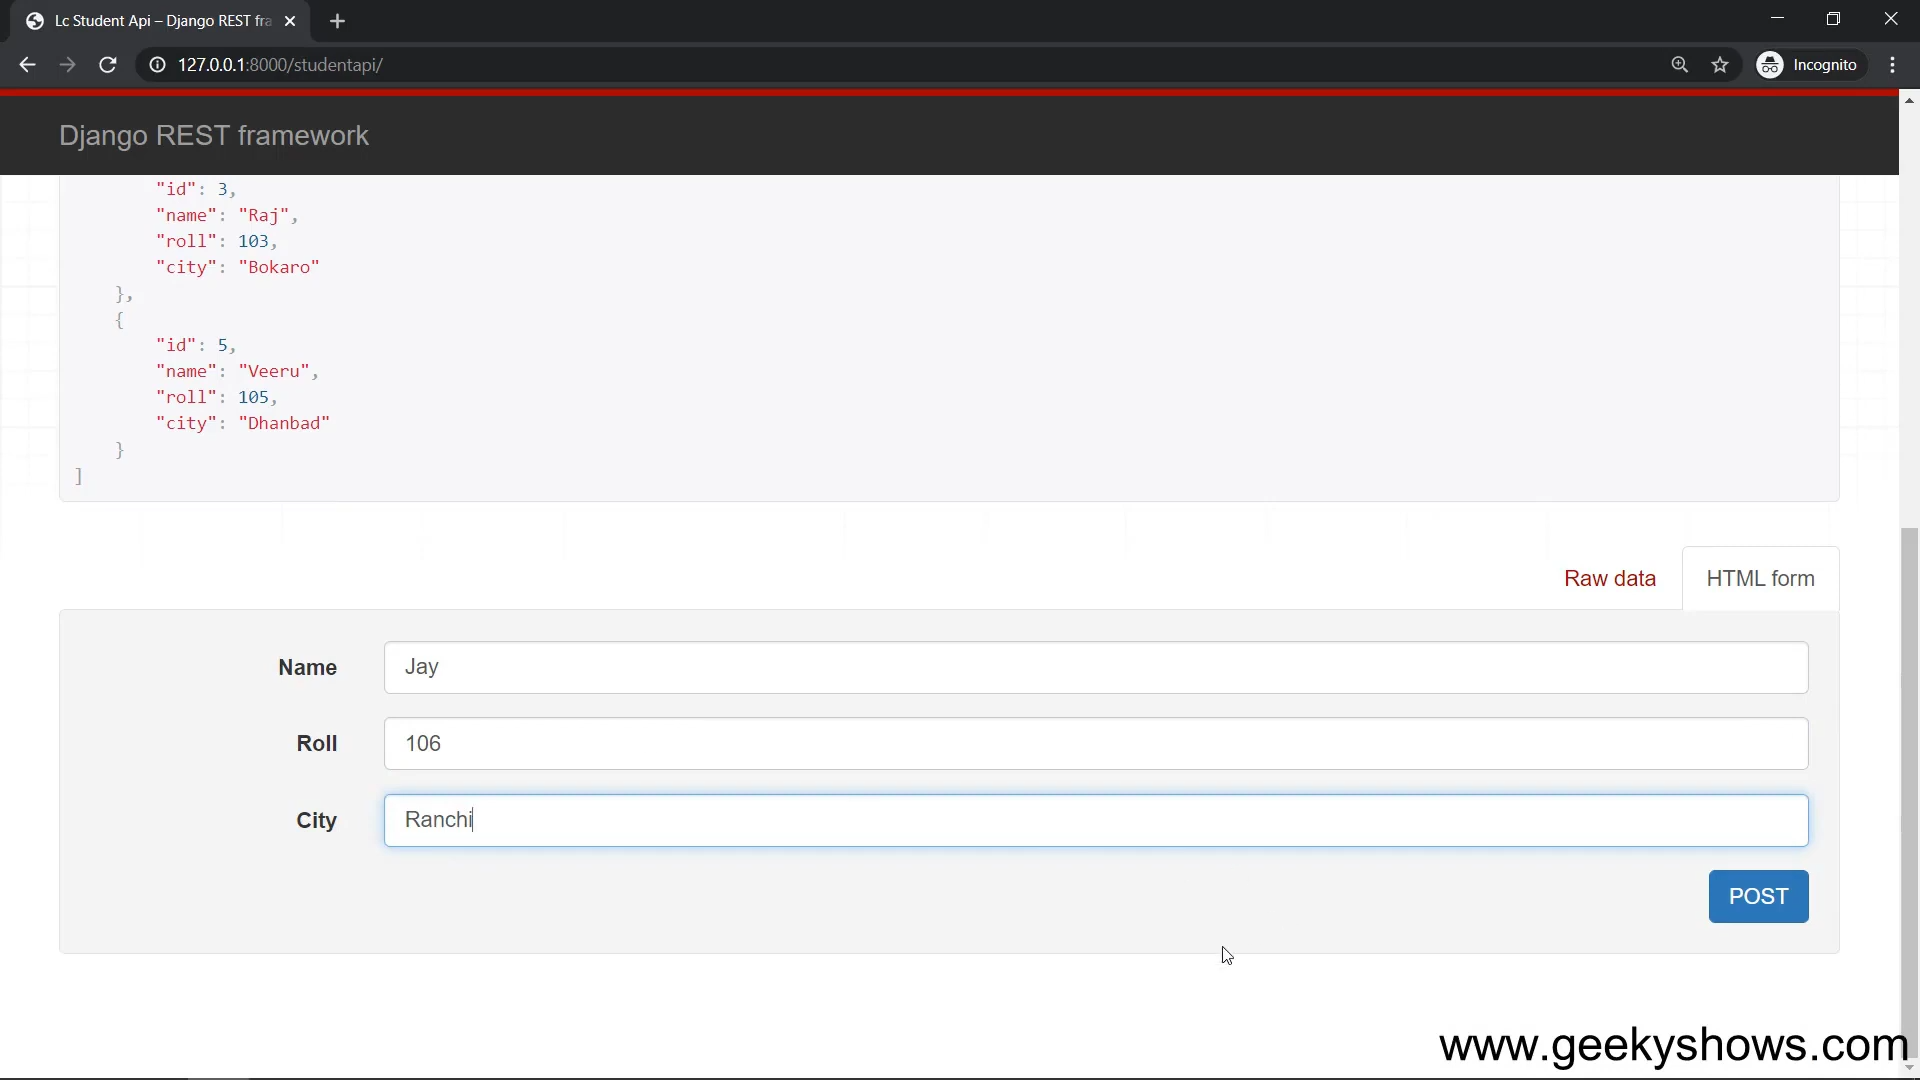 Lc Student Api – Django REST fra
127.0.0.1:8000/studentapi/
Incognito
Django REST framework
"id": 3,
"name": "Raj",
"roll": 103,
"city": "Bokaro"
},
{
"id": 5,
"name": "Veeru",
"roll": 105,
"city": "Dhanbad"
}
]
Raw data
HTML form
Name
Jay
Roll
106
City
Ranchi
POST
www.geekyshows.com